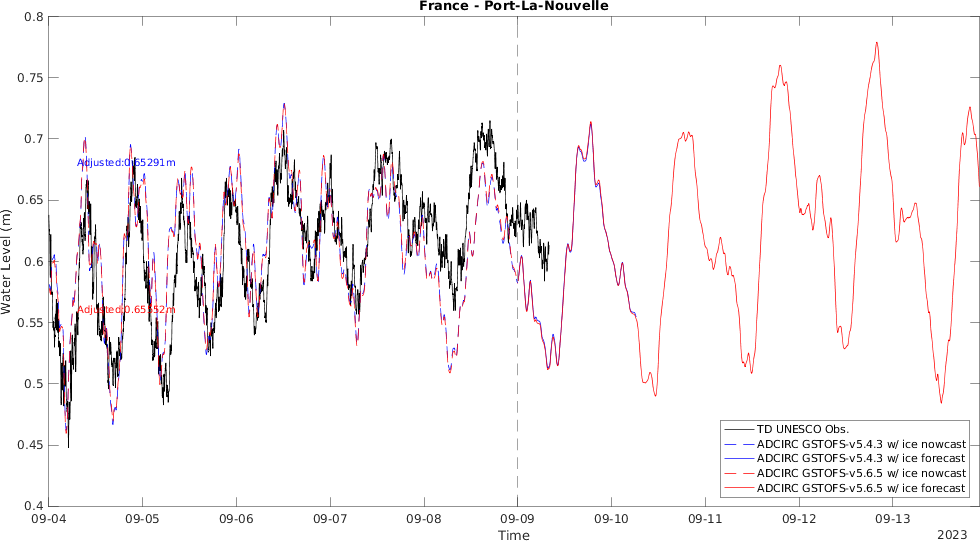 France - Port-La-Nouvelle
0.8
0.75
0.7
0.65
0.6
0.55
0.5
0.45
0.4
Water Level (m)
Adjusted:0.65291m
Adjusted:0.65552m
TD UNESCO Obs.
ADCIRC GSTOFS-v5.4.3 w/ ice nowcast
ADCIRC GSTOFS-v5.4.3 w/ ice forecast
ADCIRC GSTOFS-v5.6.5 w/ ice nowcast
ADCIRC GSTOFS-v5.6.5 w/ ice forecast
09-04 09-05 09-06 09-07 09-08 09-09 09-10 09-11 09-12 09-13
Time
2023